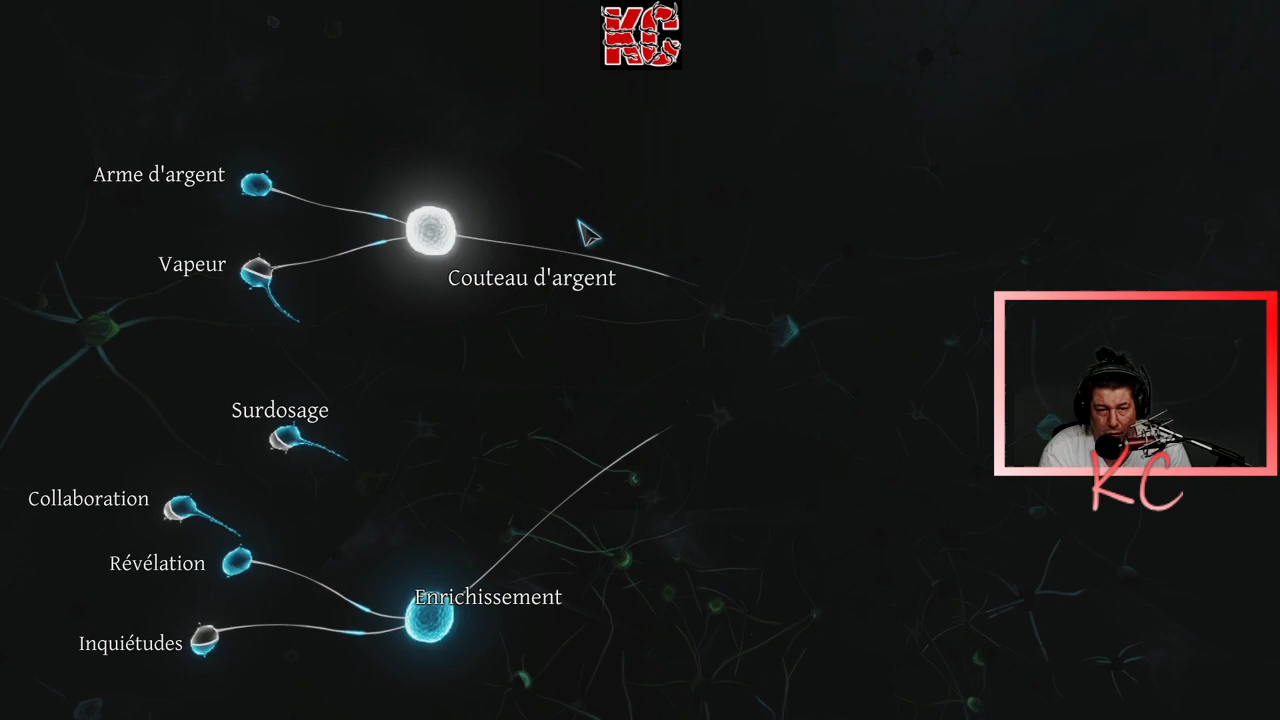 KC
Arme d'argent
Vapeur
Couteau d'argent
Surdosage
Collaboration
Révélation
Enrichissement
Inquiétudes
KC